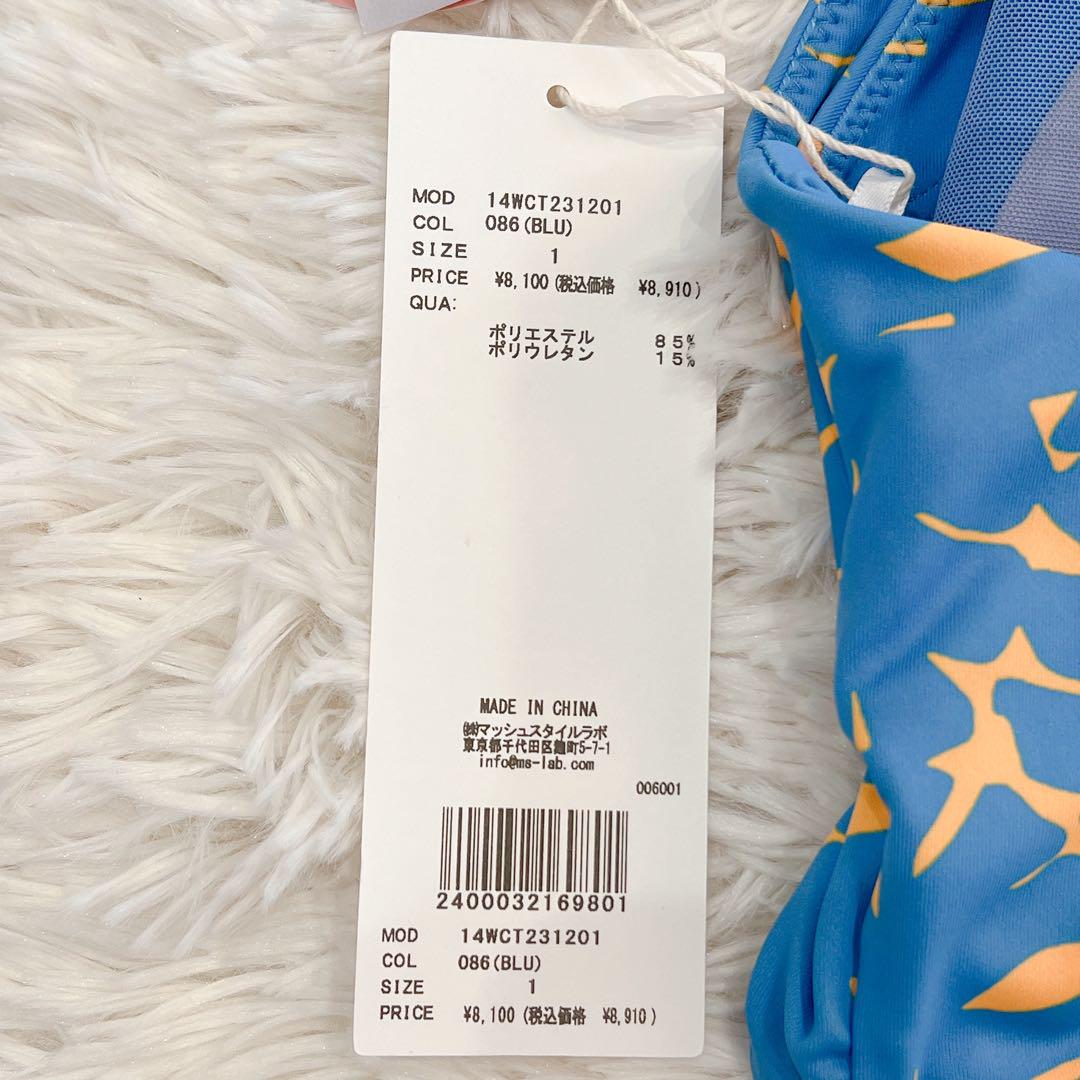 MOD 14WCT231201
COL 086(BLU)
SIZE 1
PRICE ¥8,100(税込価格 ¥8,910)
QUA:
ポリエステル 85%
ポリウレタン 15%
MADE IN CHINA
㈱マッシュスタイルラボ
東京都千代田区麹町5-7-1
info@ms-lab.com
006001
2400032169801
MOD 14WCT231201
COL 086(BLU)
SIZE 1
PRICE ¥8,100(税込価格 ¥8,910)